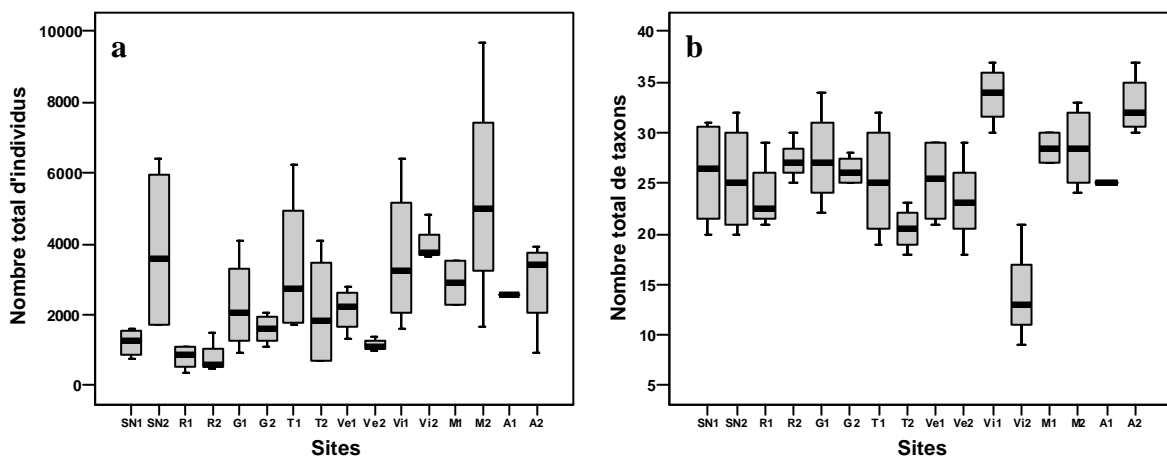 a
Nombre total d'individus
10000
8000
6000
4000
2000
0
SN1 SN2 R1 R2 G1 G2 T1 T2 Ve1 Ve2 Vi1 Vi2 M1 M2 A1 A2
Sites
b
Nombre total de taxons
40
35
30
25
20
15
10
5
SN1 SN2 R1 R2 G1 G2 T1 T2 Ve1 Ve2 Vi1 Vi2 M1 M2 A1 A2
Sites